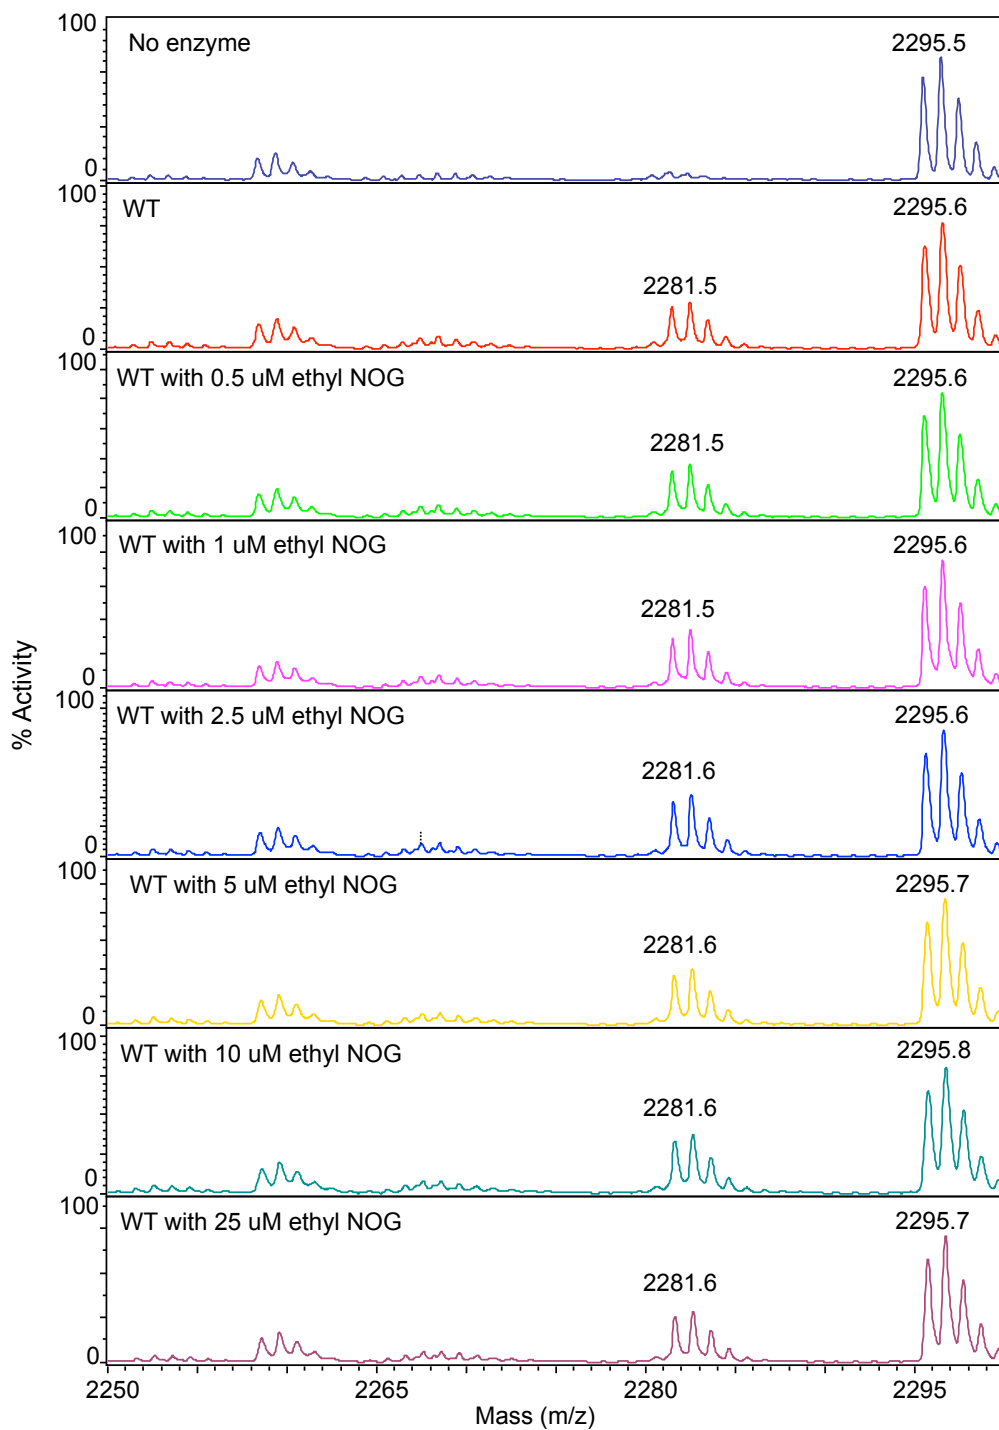 100
No enzyme
2295.5
0
100
WT
2295.6
2281.5
0
100
WT with 0.5 uM ethyl NOG
2295.6
2281.5
0
100
WT with 1 uM ethyl NOG
2295.6
2281.5
0
100
WT with 2.5 uM ethyl NOG
2295.6
2281.6
0
100
WT with 5 uM ethyl NOG
2295.7
2281.6
0
100
WT with 10 uM ethyl NOG
2295.8
2281.6
0
100
WT with 25 uM ethyl NOG
2295.7
2281.6
0
% Activity
2250 2265 2280 2295
Mass (m/z)